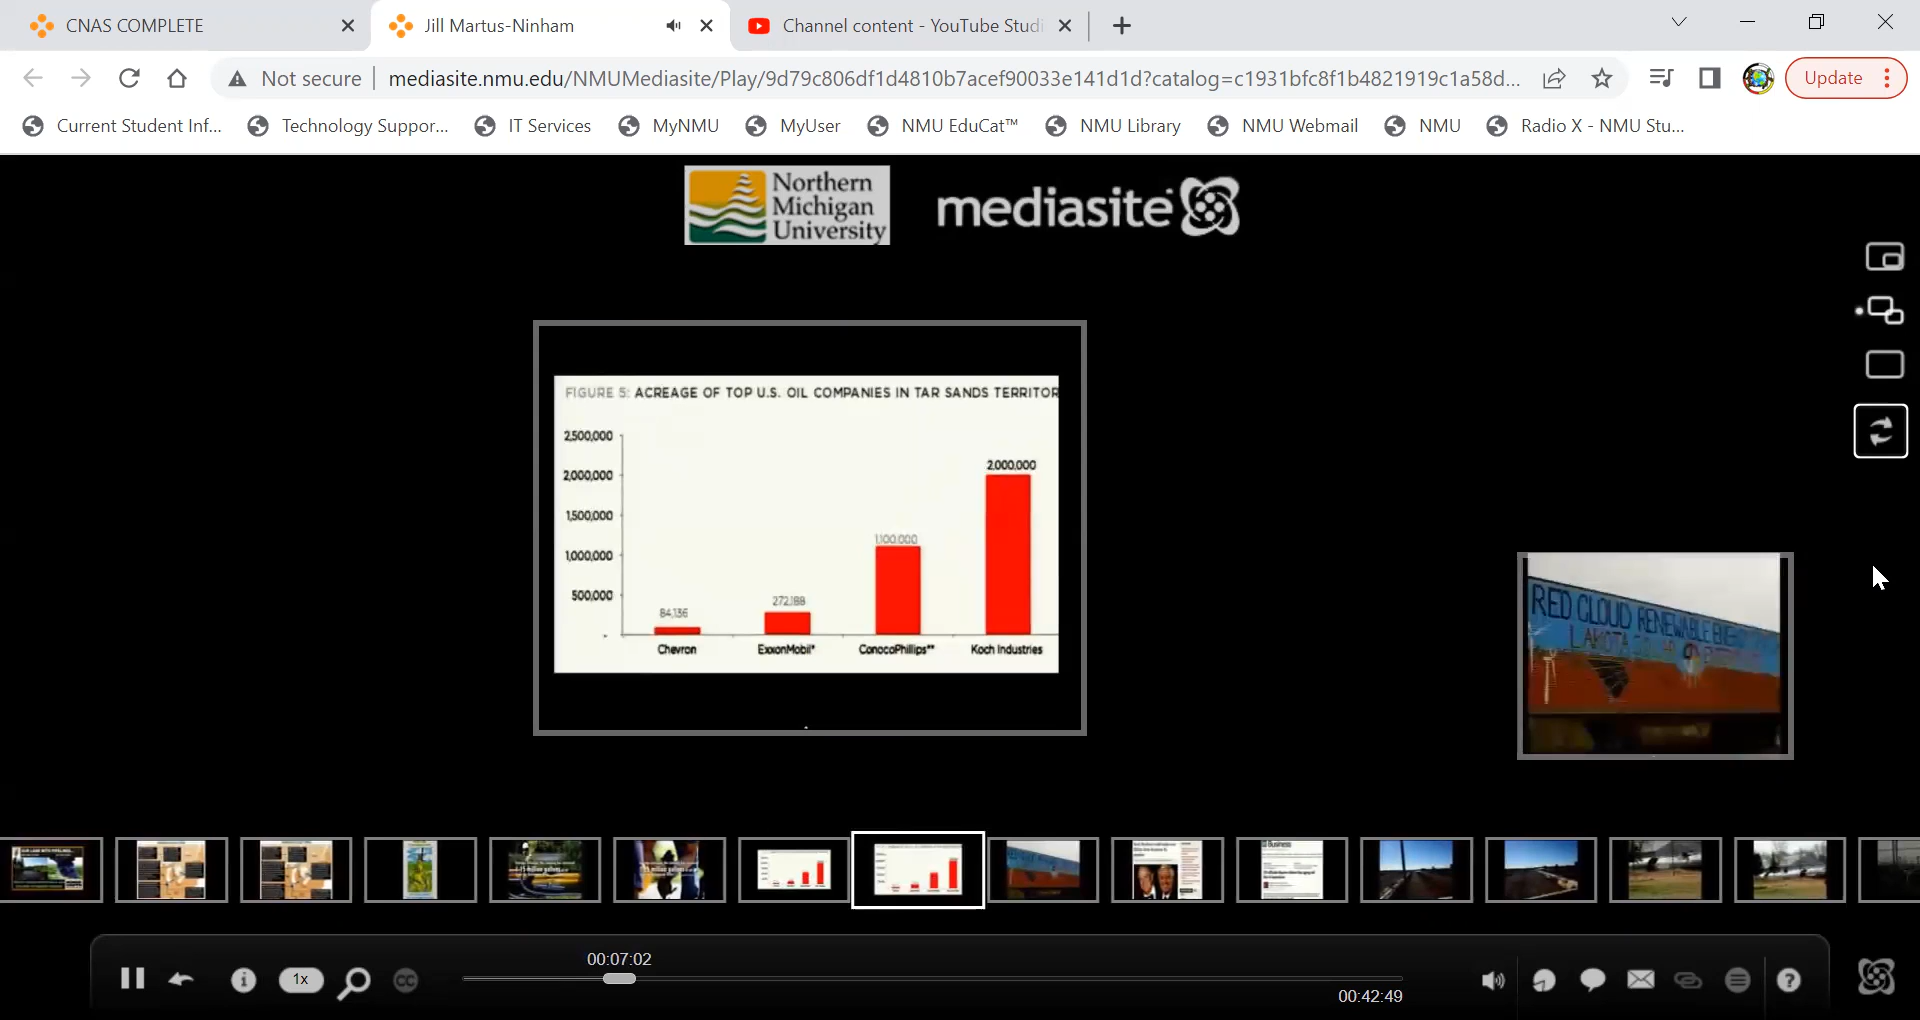 CNAS COMPLETE
Jill Martus-Ninham
Channel content - YouTube Studi
Not secure
mediasite.nmu.edu/NMUMediasite/Play/9d79c806df1d4810b7acef90033e141d1d?catalog=c1931bfc8f1b4821919c1a58d...
Update
Current Student Inf...
Technology Suppor...
IT Services
MyNMU
MyUser
NMU EduCat™
NMU Library
NMU Webmail
NMU
Radio X - NMU Stu...
Northern
Michigan
University
mediasite
FIGURE 5: ACREAGE OF TOP U.S. OIL COMPANIES IN TAR SANDS TERRITOR
2,500,000
2,000,000
1,500,000
1,000,000
500,000
-
84,136
272,188
1,100,000
2,000,000
Chevron
ExxonMobil*
ConocoPhillips**
Koch Industries
RED CLOUD RENEWABLE
LAKOTA
00:07:02
1x
CC
00:42:49